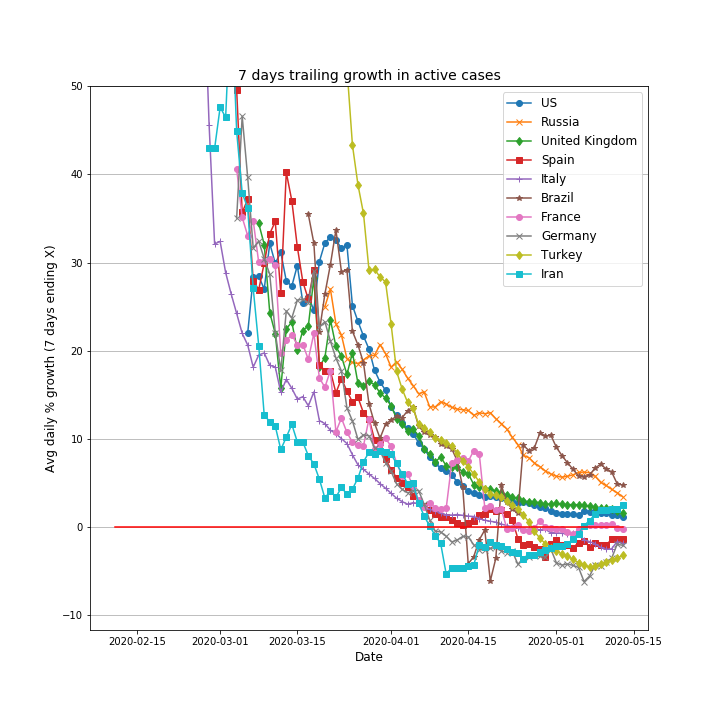 7 days trailing growth in active cases
Avg daily % growth (7 days ending X)
50
40
30
20
10
0
−10
US
Russia
United Kingdom
Spain
Italy
Brazil
France
Germany
Turkey
Iran
2020-02-15 2020-03-01 2020-03-15 2020-04-01 2020-04-15 2020-05-01 2020-05-15
Date